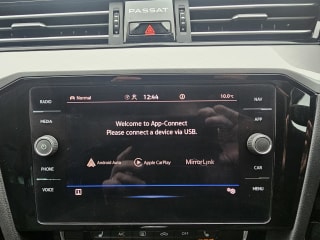 PASSAT
RADIO
Normal
12:44
10.0°C
NAV
MEDIA
APP
Welcome to App-Connect
Please connect a device via USB.
Android Auto
Apple CarPlay
MirrorLink
PHONE
CAR
VOICE
MENU
OFF